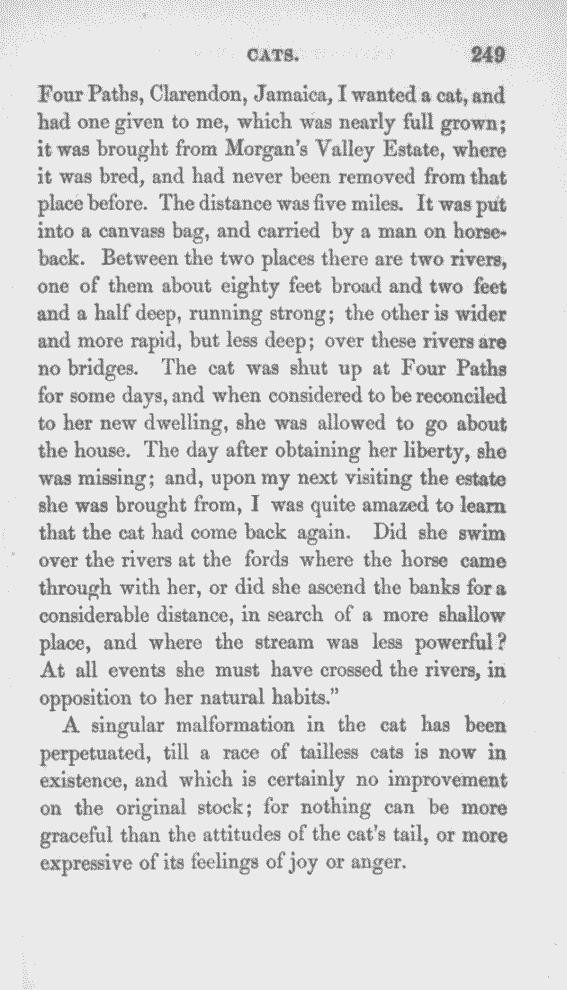 CATS. 249
Four Paths, Clarendon, Jamaica, I wanted a cat, and
had one given to me, which was nearly full grown;
it was brought from Morgan's Valley Estate, where
it was bred, and had never been removed from that
place before. The distance was five miles. It was put
into a canvass bag, and carried by a man on horse-
back. Between the two places there are two rivers,
one of them about eighty feet broad and two feet
and a half deep, running strong; the other is wider
and more rapid, but less deep; over these rivers are
no bridges. The cat was shut up at Four Paths
for some days, and when considered to be reconciled
to her new dwelling, she was allowed to go about
the house. The day after obtaining her liberty, she
was missing; and, upon my next visiting the estate
she was brought from, I was quite amazed to learn
that the cat had come back again. Did she swim
over the rivers at the fords where the horse came
through with her, or did she ascend the banks for a
considerable distance, in search of a more shallow
place, and where the stream was less powerful?
At all events she must have crossed the rivers, in
opposition to her natural habits."
A singular malformation in the cat has been
perpetuated, till a race of tailless cats is now in
existence, and which is certainly no improvement
on the original stock; for nothing can be more
graceful than the attitudes of the cat's tail, or more
expressive of its feelings of joy or anger.